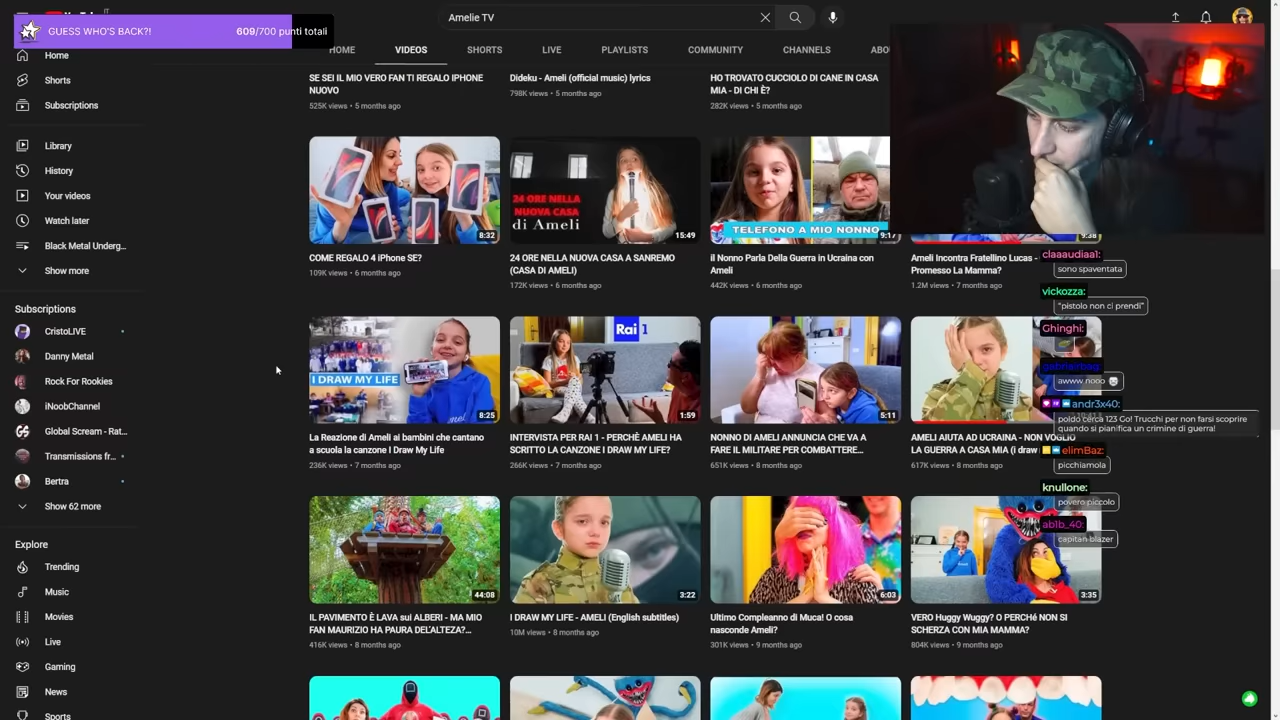 GUESS WHO'S BACK?!
609/700 punti totali
IT
Amelie TV
HOME
VIDEOS
SHORTS
LIVE
PLAYLISTS
COMMUNITY
CHANNELS
ABOU
Home
Shorts
Subscriptions
Library
History
Your videos
Watch later
Black Metal Underg...
Show more
Subscriptions
CristoLIVE
Danny Metal
Rock For Rookies
iNoobChannel
Global Scream - Rat...
Transmissions fr...
Bertra
Show 62 more
Explore
Trending
Music
Movies
Live
Gaming
News
Sports
SE SEI IL MIO VERO FAN TI REGALO IPHONE
NUOVO
525K views • 5 months ago
Dideku - Ameli (official music) lyrics
798K views • 5 months ago
HO TROVATO CUCCIOLO DI CANE IN CASA
MIA - DI CHI È?
282K views • 5 months ago
8:32
COME REGALO 4 iPhone SE?
109K views • 6 months ago
24 ORE NELLA
NUOVA CASA
di Ameli
15:49
24 ORE NELLA NUOVA CASA A SANREMO
(CASA DI AMELI)
172K views • 6 months ago
TELEFONO A MIO NONNO
9:17
il Nonno Parla Della Guerra in Ucraina con
Ameli
442K views • 6 months ago
9:38
Ameli Incontra Fratellino Lucas -
Promesso La Mamma?
1.2M views • 7 months ago
I DRAW MY LIFE
8:25
La Reazione di Ameli ai bambini che cantano
a scuola la canzone I Draw My Life
236K views • 7 months ago
Rai 1
1:59
INTERVISTA PER RAI 1 - PERCHÈ AMELI HA
SCRITTO LA CANZONE I DRAW MY LIFE?
266K views • 7 months ago
5:11
NONNO DI AMELI ANNUNCIA CHE VA A
FARE IL MILITARE PER COMBATTERE...
651K views • 8 months ago
AMELI AIUTA AD UCRAINA - NON VOGLIO
LA GUERRA A CASA MIA (i draw
617K views • 8 months ago
44:08
IL PAVIMENTO È LAVA sui ALBERI - MA MIO
FAN MAURIZIO HA PAURA DEL'ALTEZA?...
416K views • 8 months ago
3:22
I DRAW MY LIFE - AMELI (English subtitles)
10M views • 8 months ago
6:03
Ultimo Compleanno di Muca! O cosa
nasconde Ameli?
301K views • 9 months ago
3:35
VERO Huggy Wuggy? O PERCHé NON SI
SCHERZA CON MIA MAMMA?
804K views • 9 months ago
claaaudiaa1:
sono spaventata
vickozza:
"pistolo non ci prendi"
Ghinghi:
awww nooo
andr3x40:
poldo cerca 123 Go! Trucchi per non farsi scoprire
quando si pianifica un crimine di guerra!
elimBaz:
picchiamola
knullone:
povero piccolo
ab1b_40:
capitan blazer